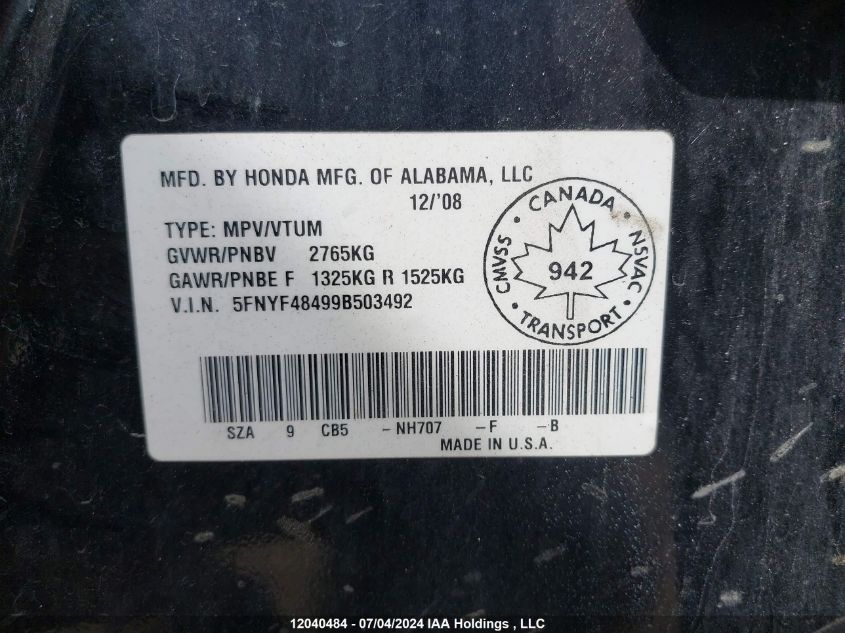 MFD. BY HONDA MFG. OF ALABAMA, LLC
12/'08
TYPE: MPV/VTUM
GVWR/PNBV 2765KG
GAWR/PNBE F 1325KG R 1525KG
V.I.N. 5FNYF48499B503492
CANADA
CMVSS • NSVAC
942
• TRANSPORT •
SZA 9 CB5 -NH707 -F -B
MADE IN U.S.A.
12040484 - 07/04/2024 IAA Holdings , LLC